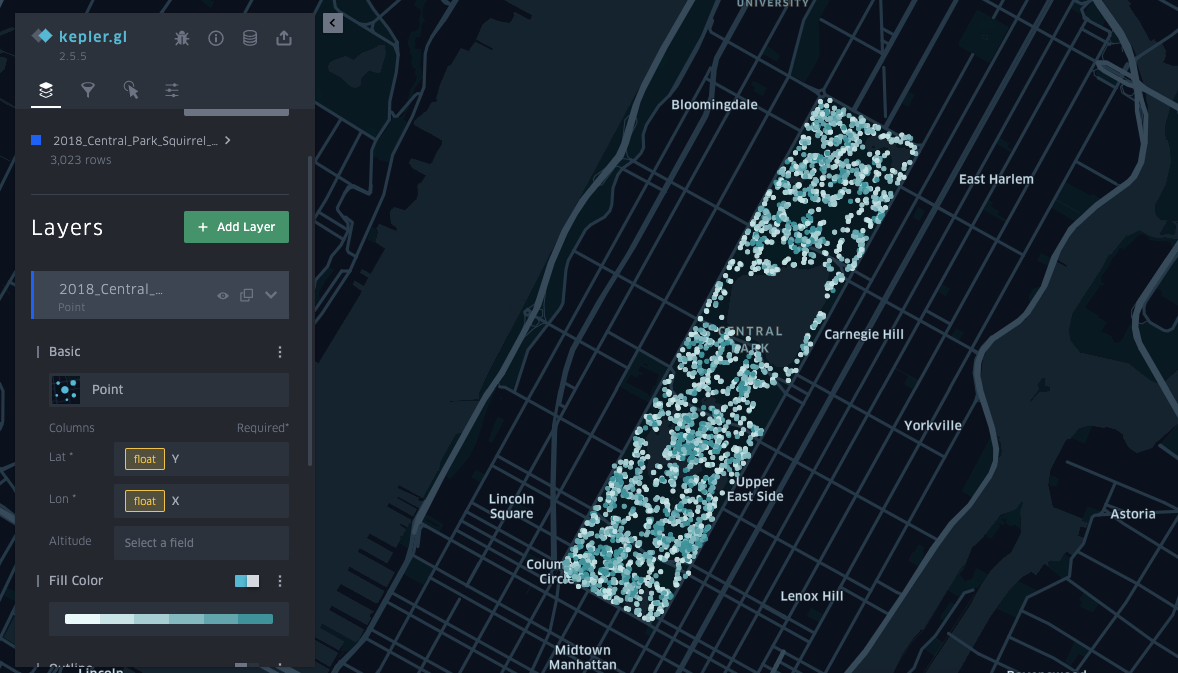 kepler.gl
2.5.5
2018_Central_Park_Squirrel_...
3,023 rows
Layers
+ Add Layer
2018_Central_...
Point
Basic
Point
Columns
Required*
Lat *
float
Y
Lon *
float
X
Altitude
Select a field
Fill Color
Outline
Lincoln
UNIVERSITY
Bloomingdale
East Harlem
CENTRAL
PARK
Carnegie Hill
Yorkville
Upper
East Side
Lincoln
Square
Astoria
Colum
Circle
Lenox Hill
Midtown
Manhattan